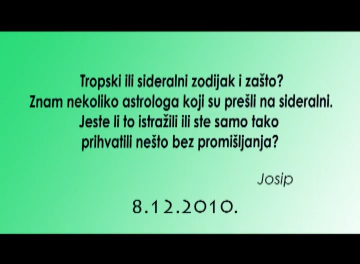 Tropski ili sideralni zodijak i zašto?
Znam nekoliko astrologa koji su prešli na sideralni.
Jeste li to istražili ili ste samo tako
prihvatili nešto bez promišljanja?
Josip
8.12.2010.